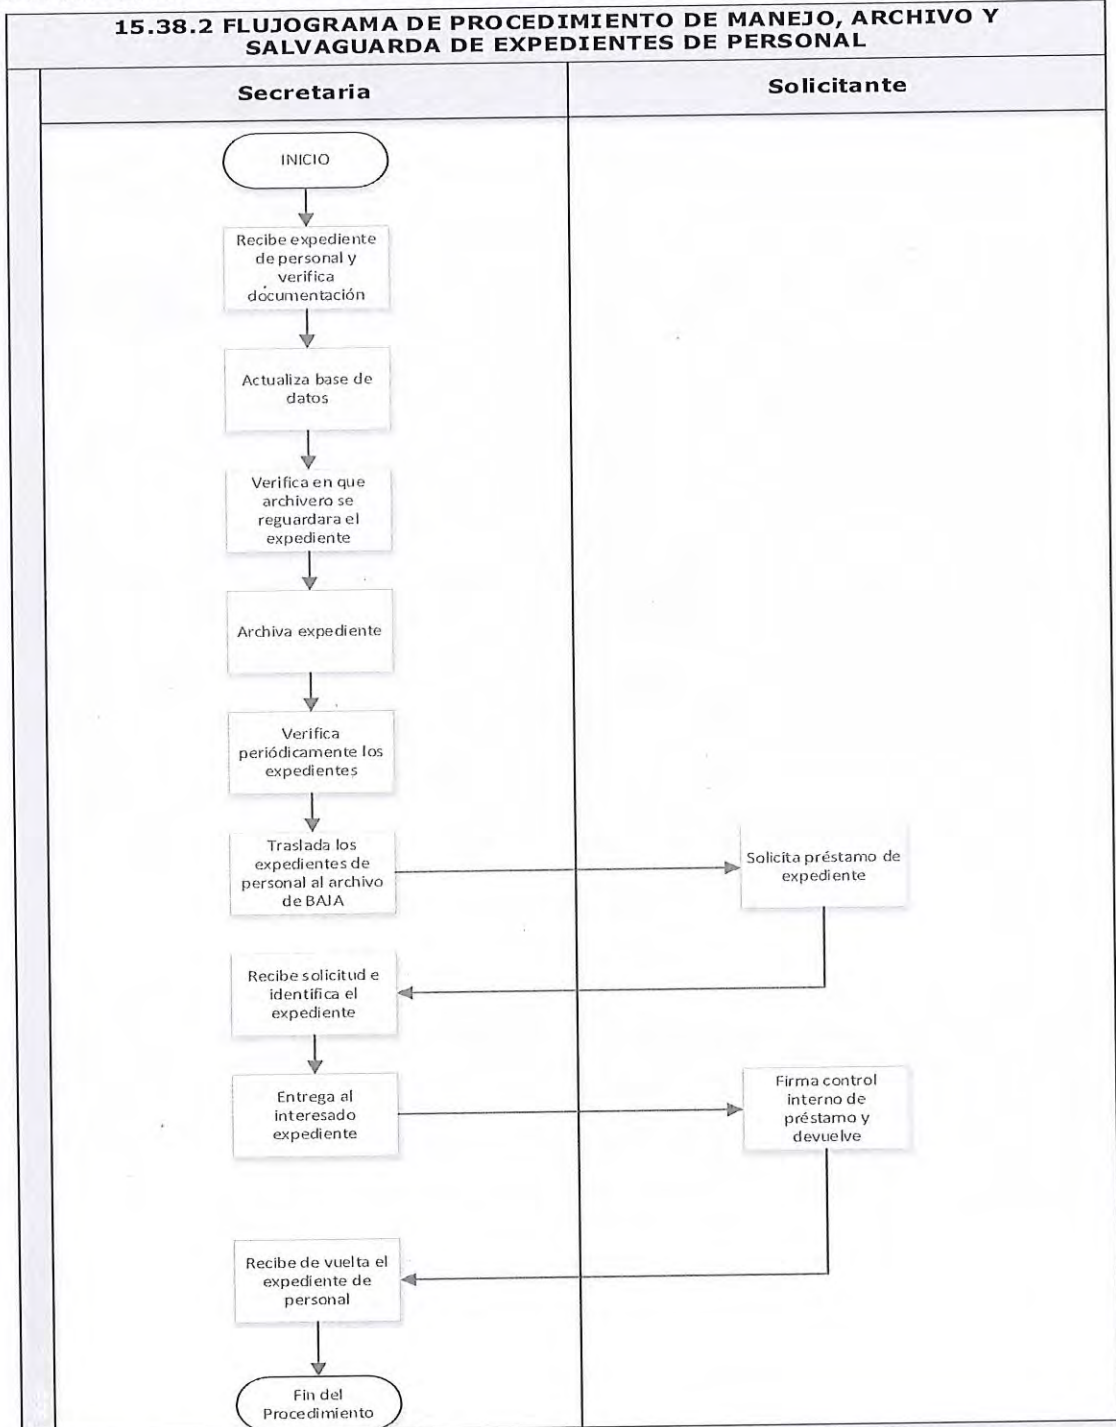 15.38.2 FLUJOGRAMA DE PROCEDIMIENTO DE MANEJO, ARCHIVO Y
SALVAGUARDA DE EXPEDIENTES DE PERSONAL
Secretaria
Solicitante
INICIO
Recibe expediente
de personal y
verifica
documentación
Actualiza base de
datos
Verifica en que
archivero se
reguardara el
expediente
Archiva expediente
Verifica
periódicamente los
expedientes
Traslada los
expedientes de
personal al archivo
de BAJA
Solicita préstamo de
expediente
Recibe solicitud e
identifica el
expediente
Entrega al
interesado
expediente
Firma control
interno de
préstamo y
devuelve
Recibe de vuelta el
expediente de
personal
Fin del
Procedimiento